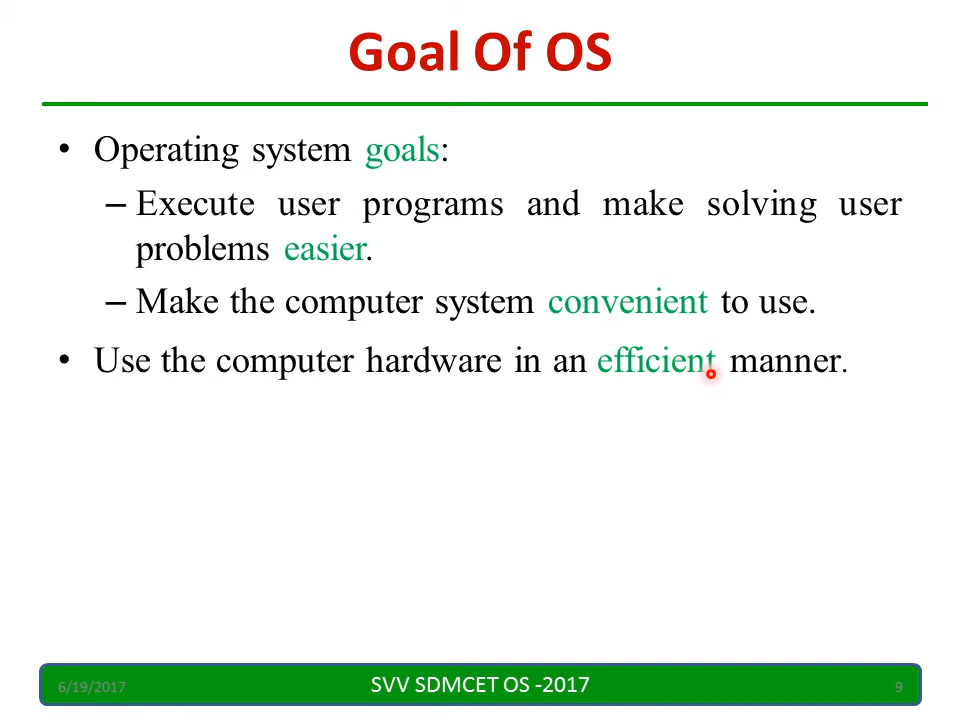 Goal Of OS
• Operating system goals:
– Execute user programs and make solving user
problems easier.
– Make the computer system convenient to use.
• Use the computer hardware in an efficient manner.
6/19/2017
SVV SDMCET OS -2017
9